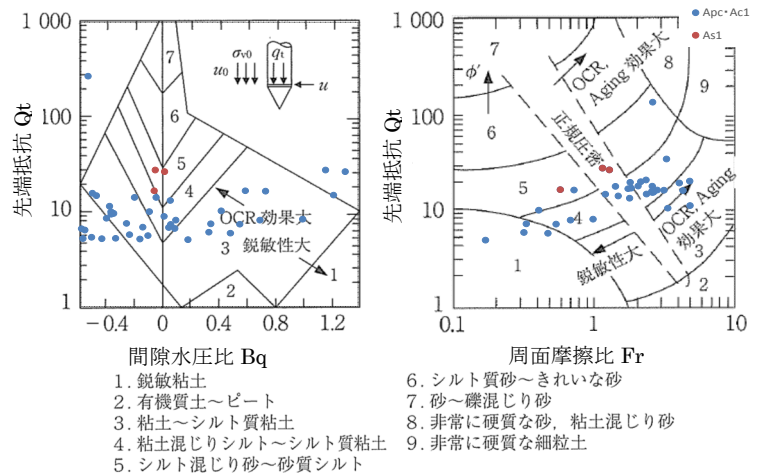 Apc・Ac1
As1
1 000
100
10
1
先端抵抗 Qt
σv0
qt
u0
u
7
6
5
4
OCR 効果大
3
鋭敏性大
1
2
−0.4
0
0.4
0.8
1.2
間隙水圧比 Bq
1 000
100
10
1
先端抵抗 Qt
7
φ′
6
正規圧密
OCR,
Aging 効果大
8
9
5
4
OCR, Aging
効果大
鋭敏性大
1
3
2
0.1
1
10
周面摩擦比 Fr
1. 鋭敏粘土
2. 有機質土～ピート
3. 粘土～シルト質粘土
4. 粘土混じりシルト～シルト質粘土
5. シルト混じり砂～砂質シルト
6. シルト質砂～きれいな砂
7. 砂～礫混じり砂
8. 非常に硬質な砂，粘土混じり砂
9. 非常に硬質な細粒土